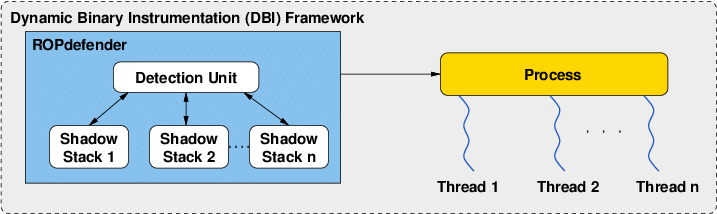 Dynamic Binary Instrumentation (DBI) Framework
ROPdefender
Detection Unit
Process
Shadow
Stack 1
Shadow
Stack 2
....
Shadow
Stack n
. . .
Thread 1
Thread 2
Thread n